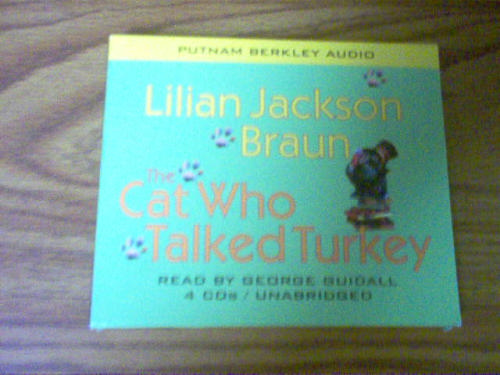 PUTNAM BERKLEY AUDIO
Lilian Jackson
Braun
The
Cat Who
Talked Turkey
READ BY GEORGE GUIDALL
4 CDs / UNABRIDGED